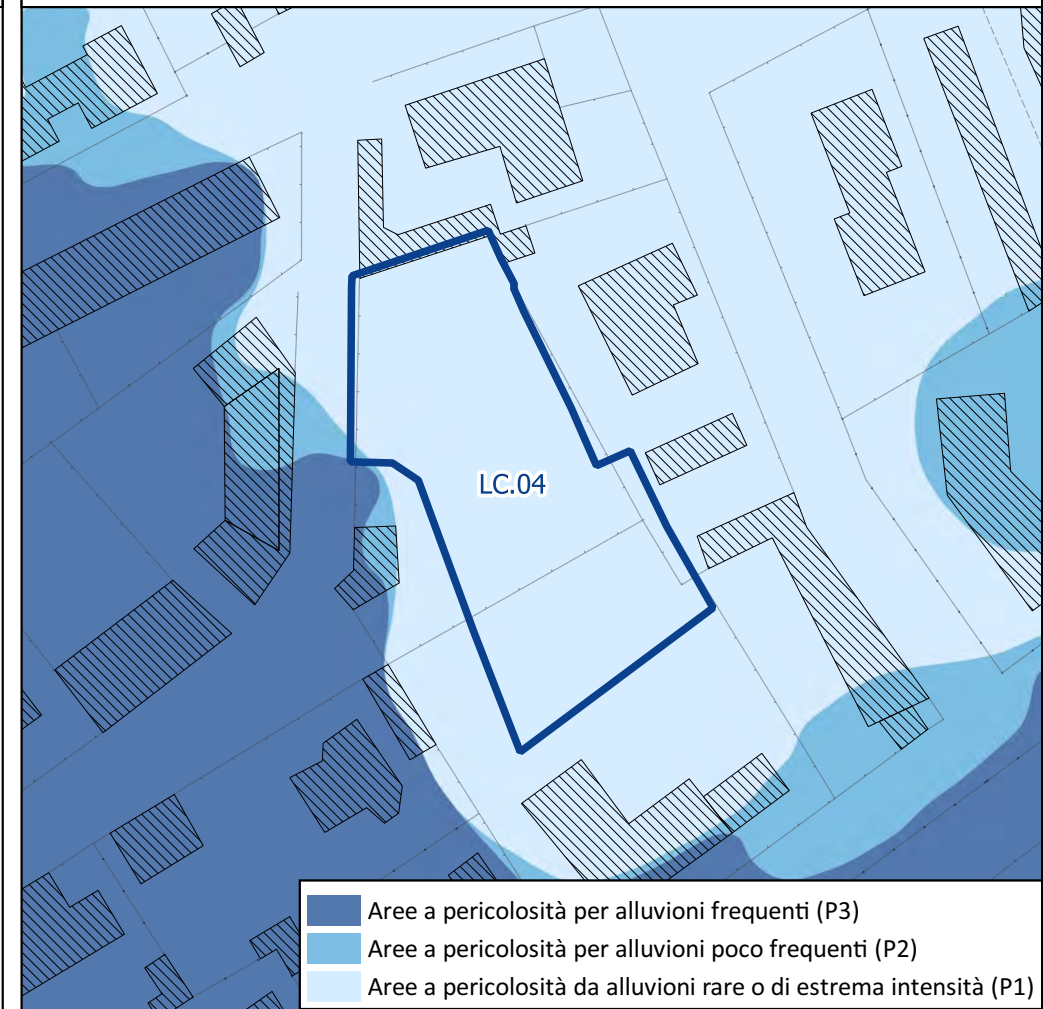 LC.04
Aree a pericolosità per alluvioni frequenti (P3)
Aree a pericolosità per alluvioni poco frequenti (P2)
Aree a pericolosità da alluvioni rare o di estrema intensità (P1)